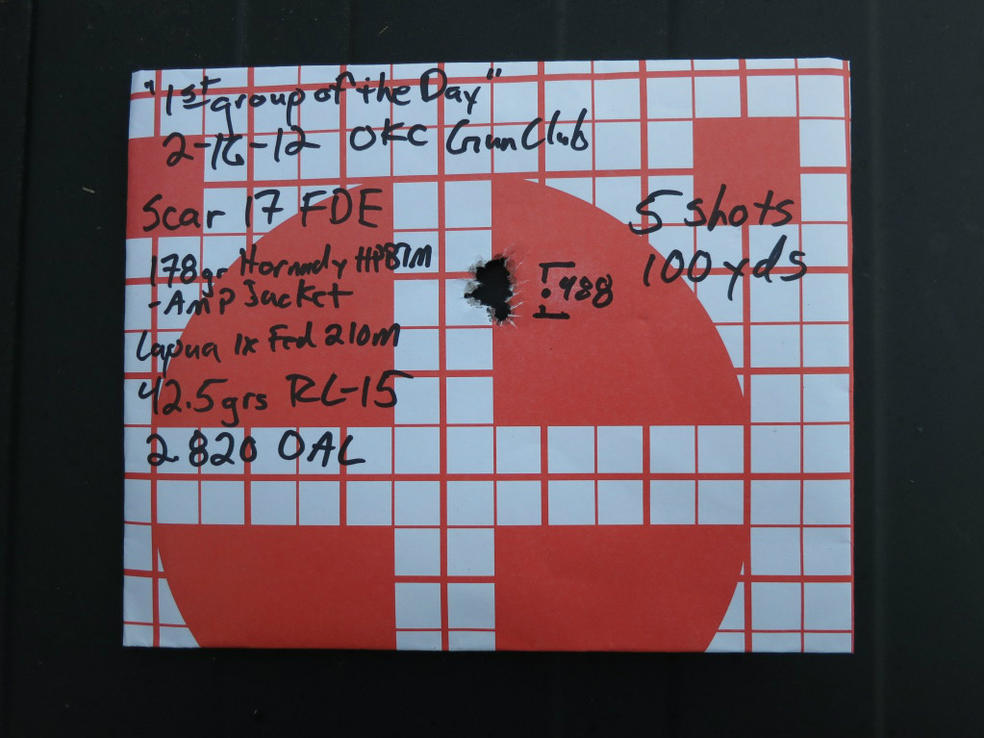 "1st group of the Day"
2-16-12 OKC Gun Club
Scar 17 FDE
5 shots
100 yds
178gr Hornady HPBTM
-Amp Jacket
.488
Lapua 1x Fed 210M
42.5grs RL-15
2.820 OAL